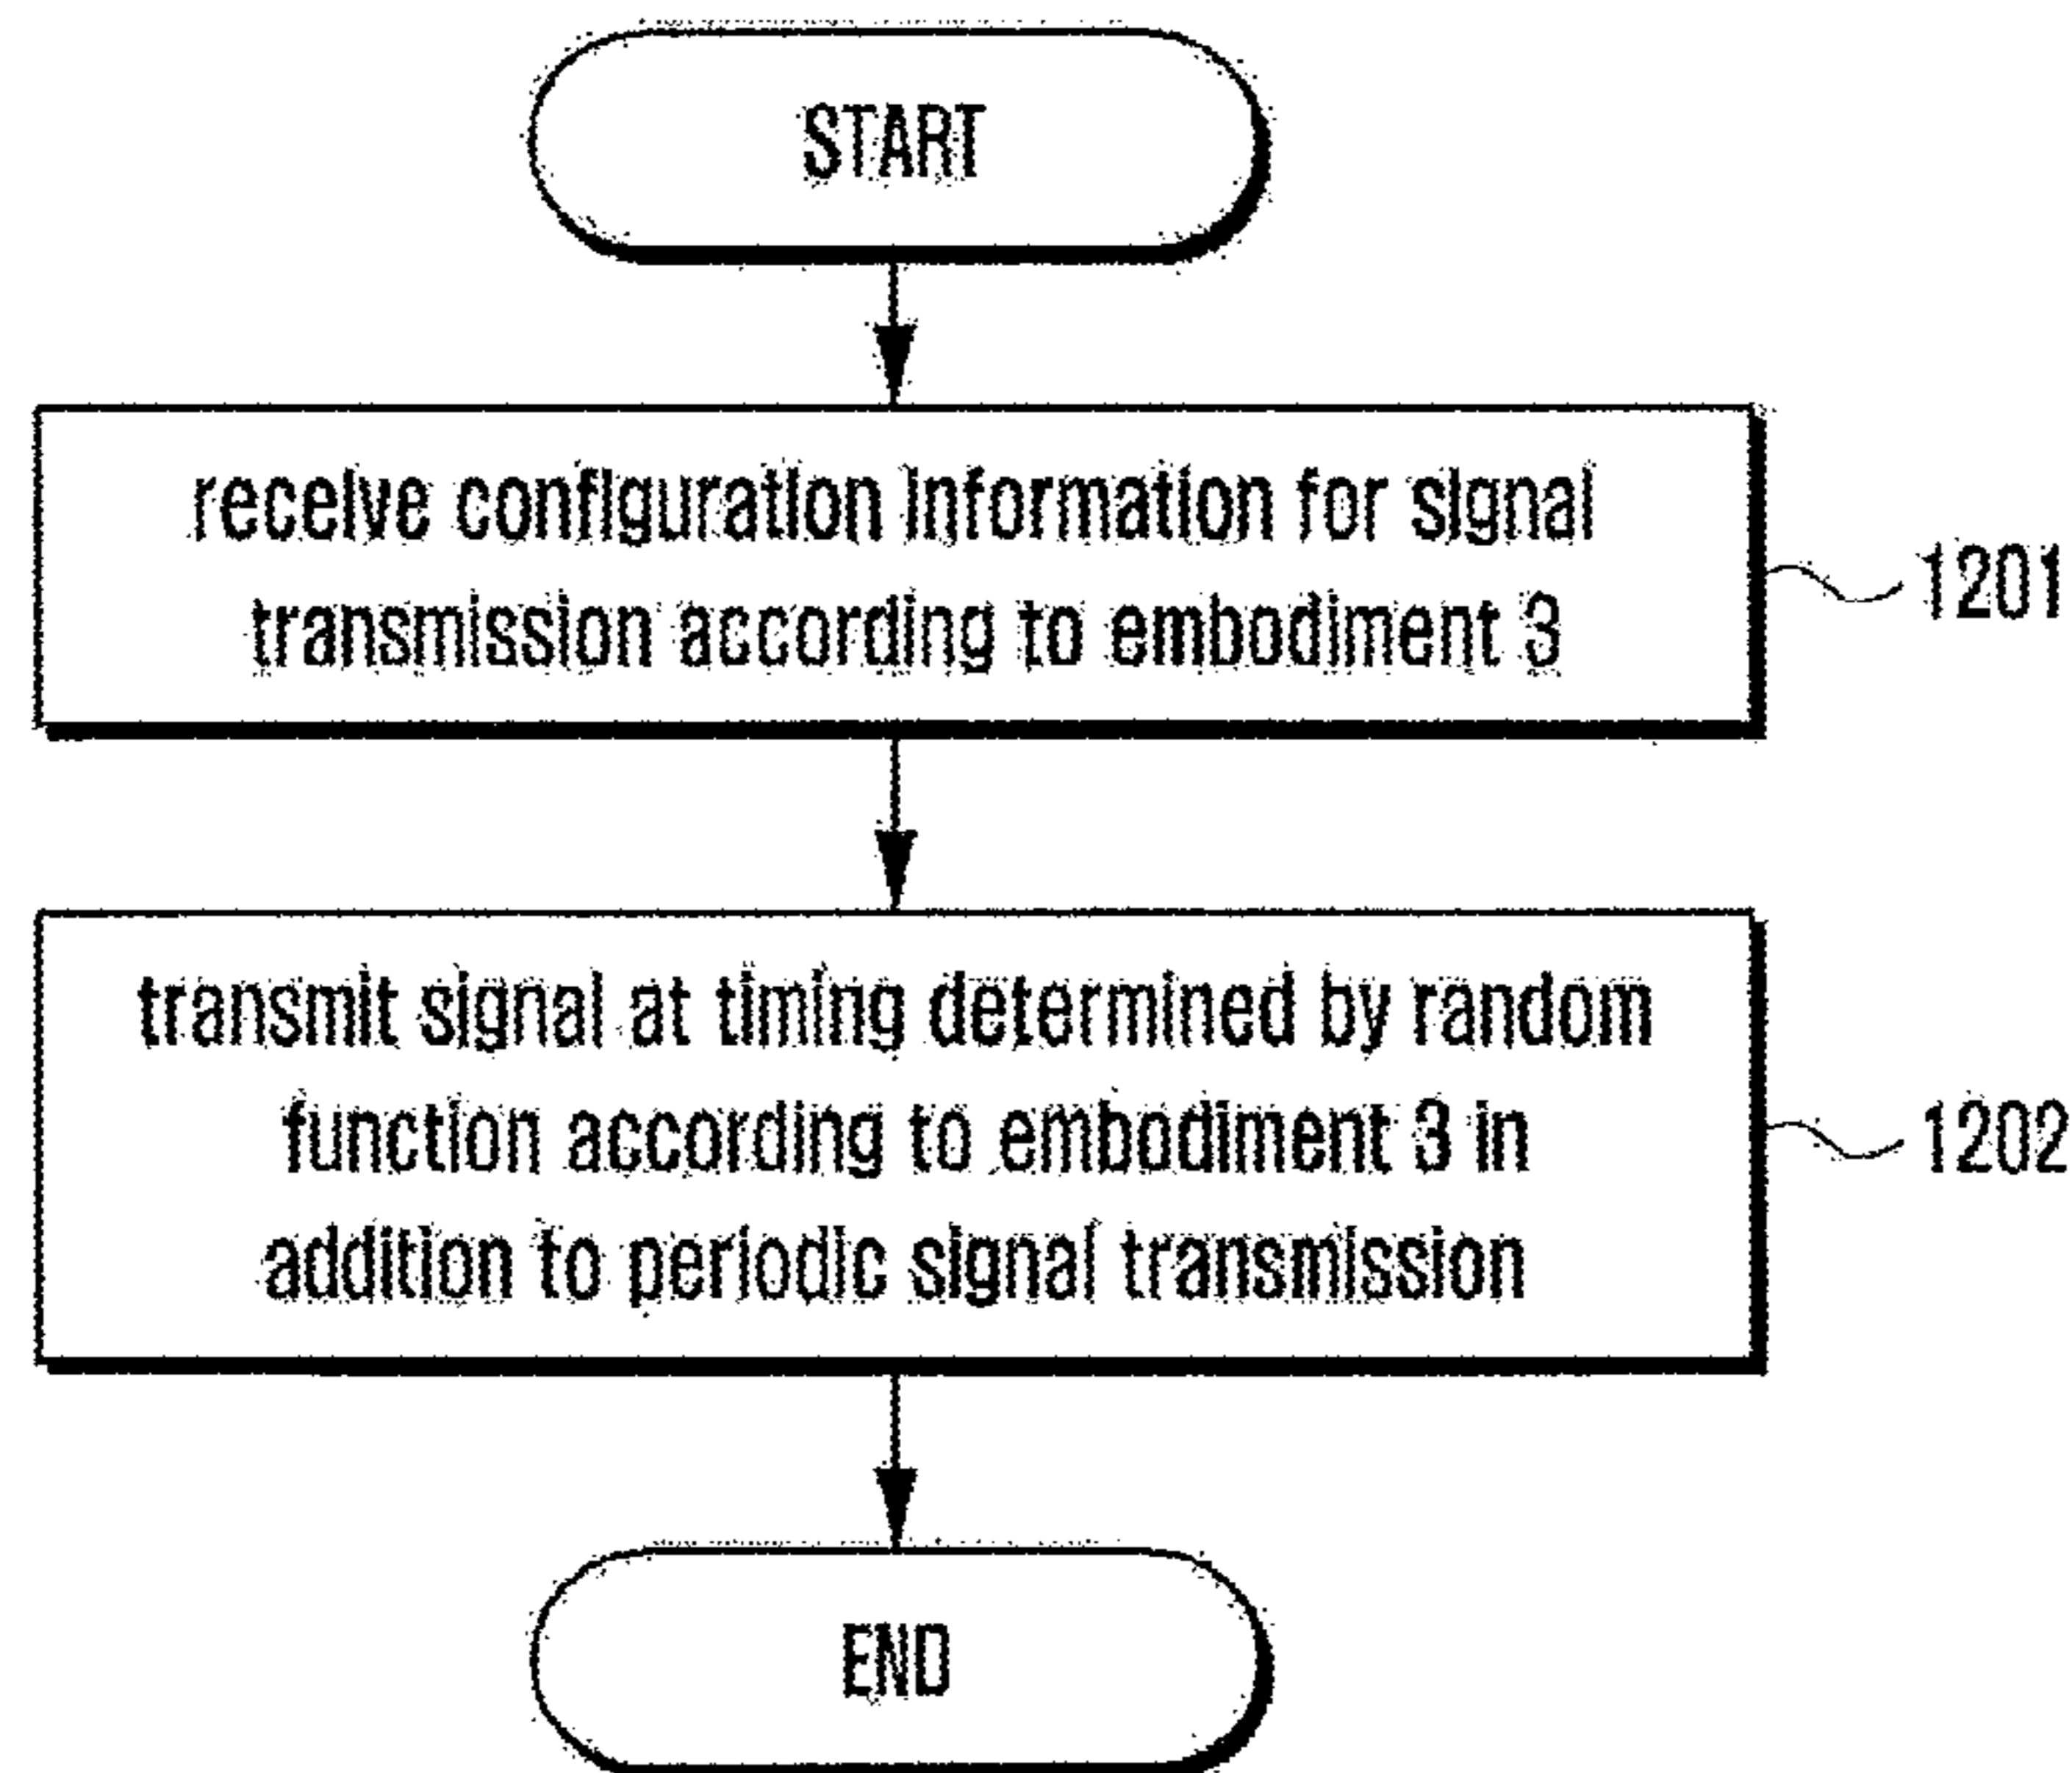 START
receive configuration information for signal
transmission according to embodiment 3
1201
transmit signal at timing determined by random
function according to embodiment 3 in
addition to periodic signal transmission
1202
END